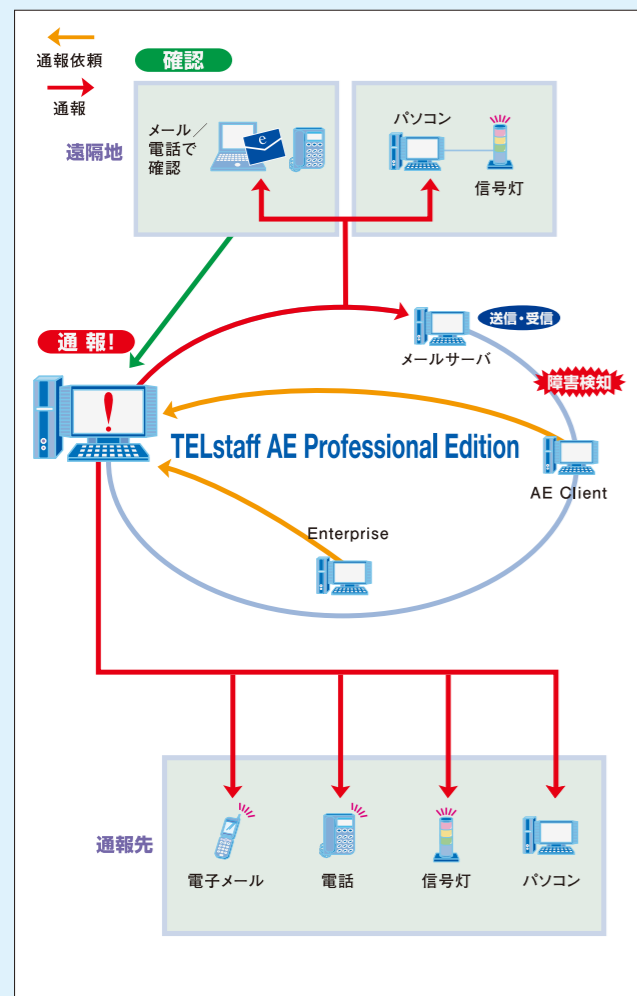 通報依頼
通報
確認
遠隔地
メール／
電話で
確認
e
パソコン
信号灯
通 報!
!
メールサーバ
送信・受信
障害検知
TELstaff AE Professional Edition
AE Client
Enterprise
通報先
電子メール
電話
信号灯
パソコン